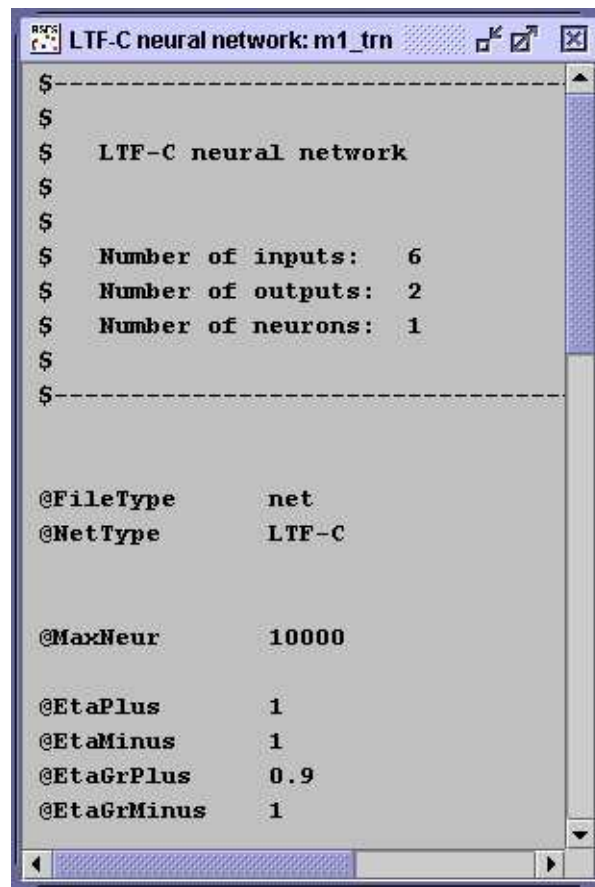 RSES
LTF-C neural network: m1_trn
$--------------------------------
$
$   LTF-C neural network
$
$
$   Number of inputs:   6
$   Number of outputs:  2
$   Number of neurons:  1
$
$--------------------------------
@FileType       net
@NetType        LTF-C
@MaxNeur        10000
@EtaPlus        1
@EtaMinus       1
@EtaGrPlus      0.9
@EtaGrMinus     1